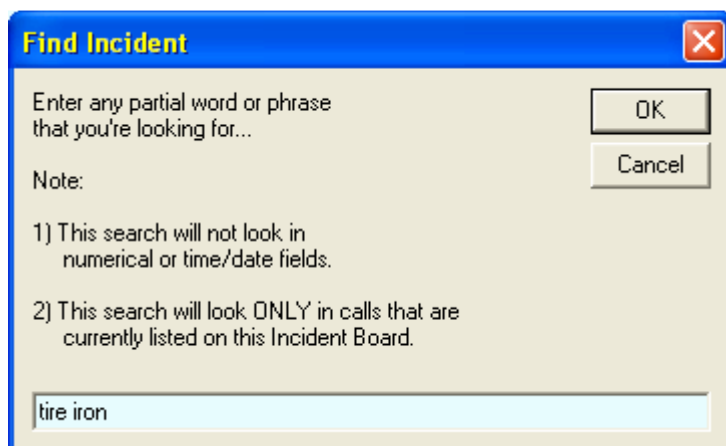 Find Incident
Enter any partial word or phrase
that you're looking for...
OK
Cancel
Note:
1) This search will not look in
numerical or time/date fields.
2) This search will look ONLY in calls that are
currently listed on this Incident Board.
tire iron